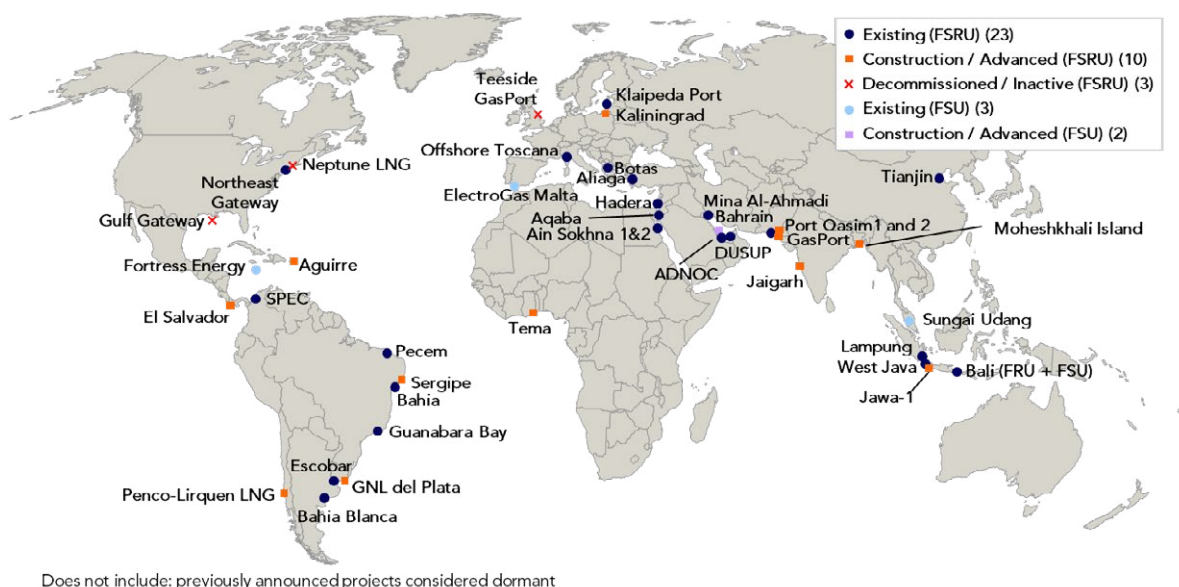 Existing (FSRU) (23)
Construction / Advanced (FSRU) (10)
Decommissioned / Inactive (FSRU) (3)
Existing (FSU) (3)
Construction / Advanced (FSU) (2)
Teeside
GasPort
Klaipeda Port
Kaliningrad
Offshore Toscana
Botas
Aliaga
ElectroGas Malta
Neptune LNG
Northeast
Gateway
Gulf Gateway
Fortress Energy
Aguirre
SPEC
El Salvador
Hadera
Aqaba
Ain Sokhna 1&2
Mina Al-Ahmadi
Bahrain
Port Qasim1 and 2
GasPort
DUSUP
ADNOC
Jaigarh
Tianjin
Moheshkhali Island
Tema
Sungai Udang
Lampung
West Java
Bali (FRU + FSU)
Jawa-1
Pecem
Sergipe
Bahia
Guanabara Bay
Escobar
GNL del Plata
Penco-Lirquen LNG
Bahia Blanca
Does not include: previously announced projects considered dormant